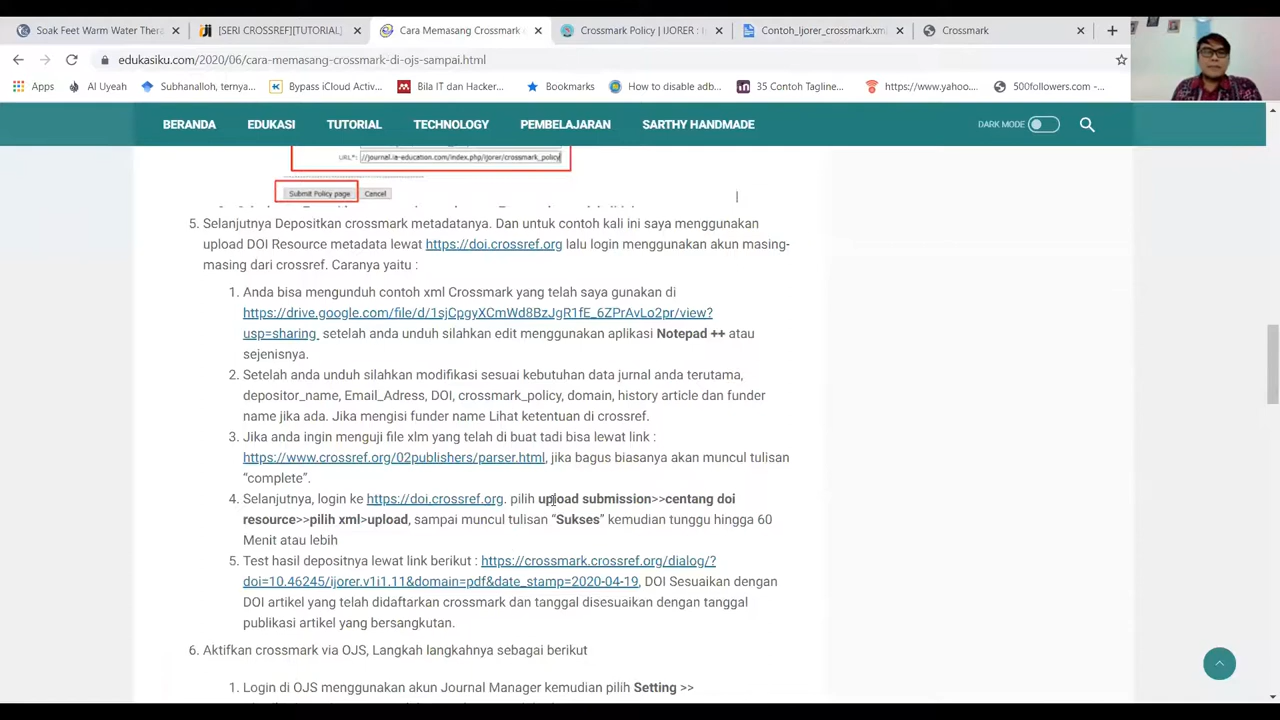 Soak Feet Warm Water Thera
[SERI CROSSREF][TUTORIAL]
Cara Memasang Crossmark
Crossmark Policy | IJORER : I
Contoh_Ijorer_crossmark.xm
Crossmark
edukasiku.com/2020/06/cara-memasang-crossmark-di-ojs-sampai.html
Apps
Al Uyeah
Subhanalloh, ternya...
Bypass iCloud Activ...
Bila IT dan Hacker...
Bookmarks
How to disable adb...
35 Contoh Tagline...
https://www.yahoo...
500followers.com -...
BERANDA
EDUKASI
TUTORIAL
TECHNOLOGY
PEMBELAJARAN
SARTHY HANDMADE
DARK MODE
URL*: //journal.ia-education.com/index.php/ijorer/crossmark_policy
Submit Policy page Cancel
5. Selanjutnya Depositkan crossmark metadatanya. Dan untuk contoh kali ini saya menggunakan
upload DOI Resource metadata lewat https://doi.crossref.org lalu login menggunakan akun masing-
masing dari crossref. Caranya yaitu :
1. Anda bisa mengunduh contoh xml Crossmark yang telah saya gunakan di
https://drive.google.com/file/d/1sjCpgyXCmWd8BzJgR1fE_6ZPrAvLo2pr/view?
usp=sharing  setelah anda unduh silahkan edit menggunakan aplikasi Notepad ++ atau
sejenisnya.
2. Setelah anda unduh silahkan modifikasi sesuai kebutuhan data jurnal anda terutama,
depositor_name, Email_Adress, DOI, crossmark_policy, domain, history article dan funder
name jika ada. Jika mengisi funder name Lihat ketentuan di crossref.
3. Jika anda ingin menguji file xlm yang telah di buat tadi bisa lewat link :
https://www.crossref.org/02publishers/parser.html, jika bagus biasanya akan muncul tulisan
"complete".
4. Selanjutnya, login ke https://doi.crossref.org. pilih upload submission>>centang doi
resource>>pilih xml>upload, sampai muncul tulisan "Sukses" kemudian tunggu hingga 60
Menit atau lebih
5. Test hasil depositnya lewat link berikut : https://crossmark.crossref.org/dialog/?
doi=10.46245/ijorer.v1i1.11&domain=pdf&date_stamp=2020-04-19, DOI Sesuaikan dengan
DOI artikel yang telah didaftarkan crossmark dan tanggal disesuaikan dengan tanggal
publikasi artikel yang bersangkutan.
6. Aktifkan crossmark via OJS, Langkah langkahnya sebagai berikut
1. Login di OJS menggunakan akun Journal Manager kemudian pilih Setting >>